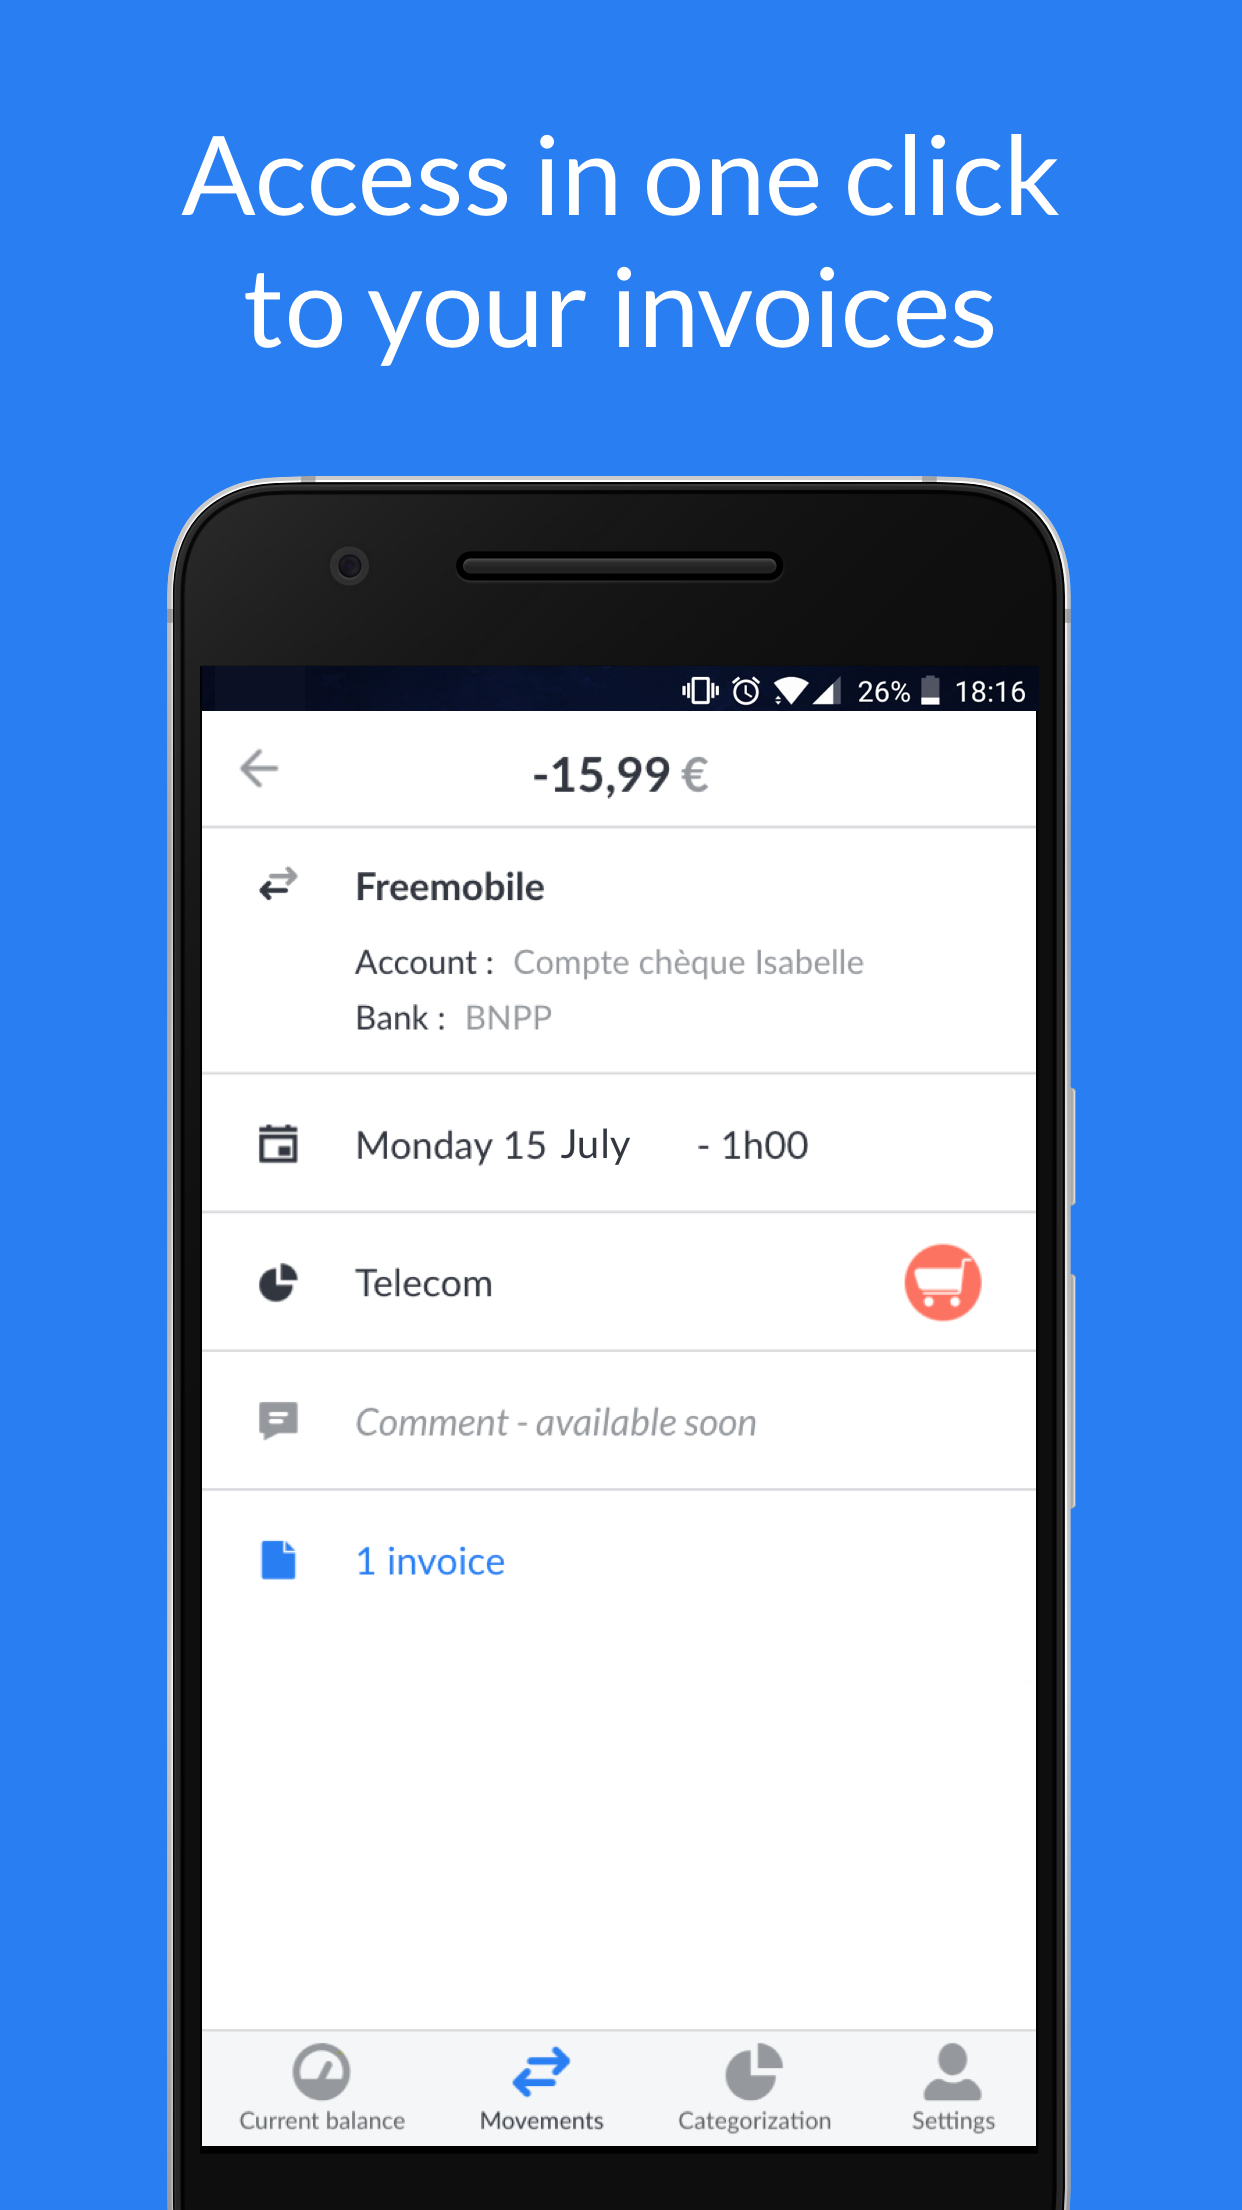 Access in one click
to your invoices
26% 18:16
-15,99 €
Freemobile
Account : Compte chèque Isabelle
Bank : BNPP
Monday 15 July - 1h00
Telecom
Comment - available soon
1 invoice
Current balance Movements Categorization Settings